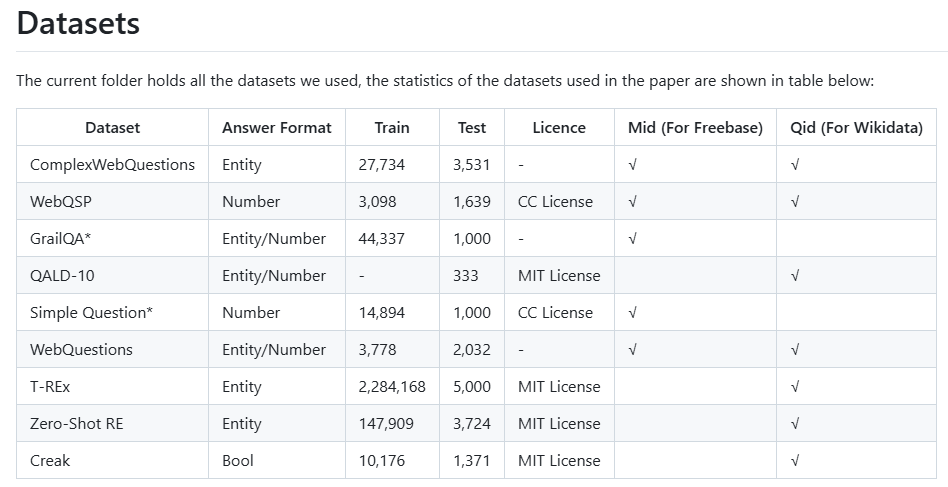 Datasets
The current folder holds all the datasets we used, the statistics of the datasets used in the paper are shown in table below:
Dataset Answer Format Train Test Licence Mid (For Freebase) Qid (For Wikidata)
ComplexWebQuestions Entity 27,734 3,531 - √ √
WebQSP Number 3,098 1,639 CC License √ √
GrailQA* Entity/Number 44,337 1,000 - √
QALD-10 Entity/Number - 333 MIT License √
Simple Question* Number 14,894 1,000 CC License √
WebQuestions Entity/Number 3,778 2,032 - √ √
T-REx Entity 2,284,168 5,000 MIT License √
Zero-Shot RE Entity 147,909 3,724 MIT License √
Creak Bool 10,176 1,371 MIT License √